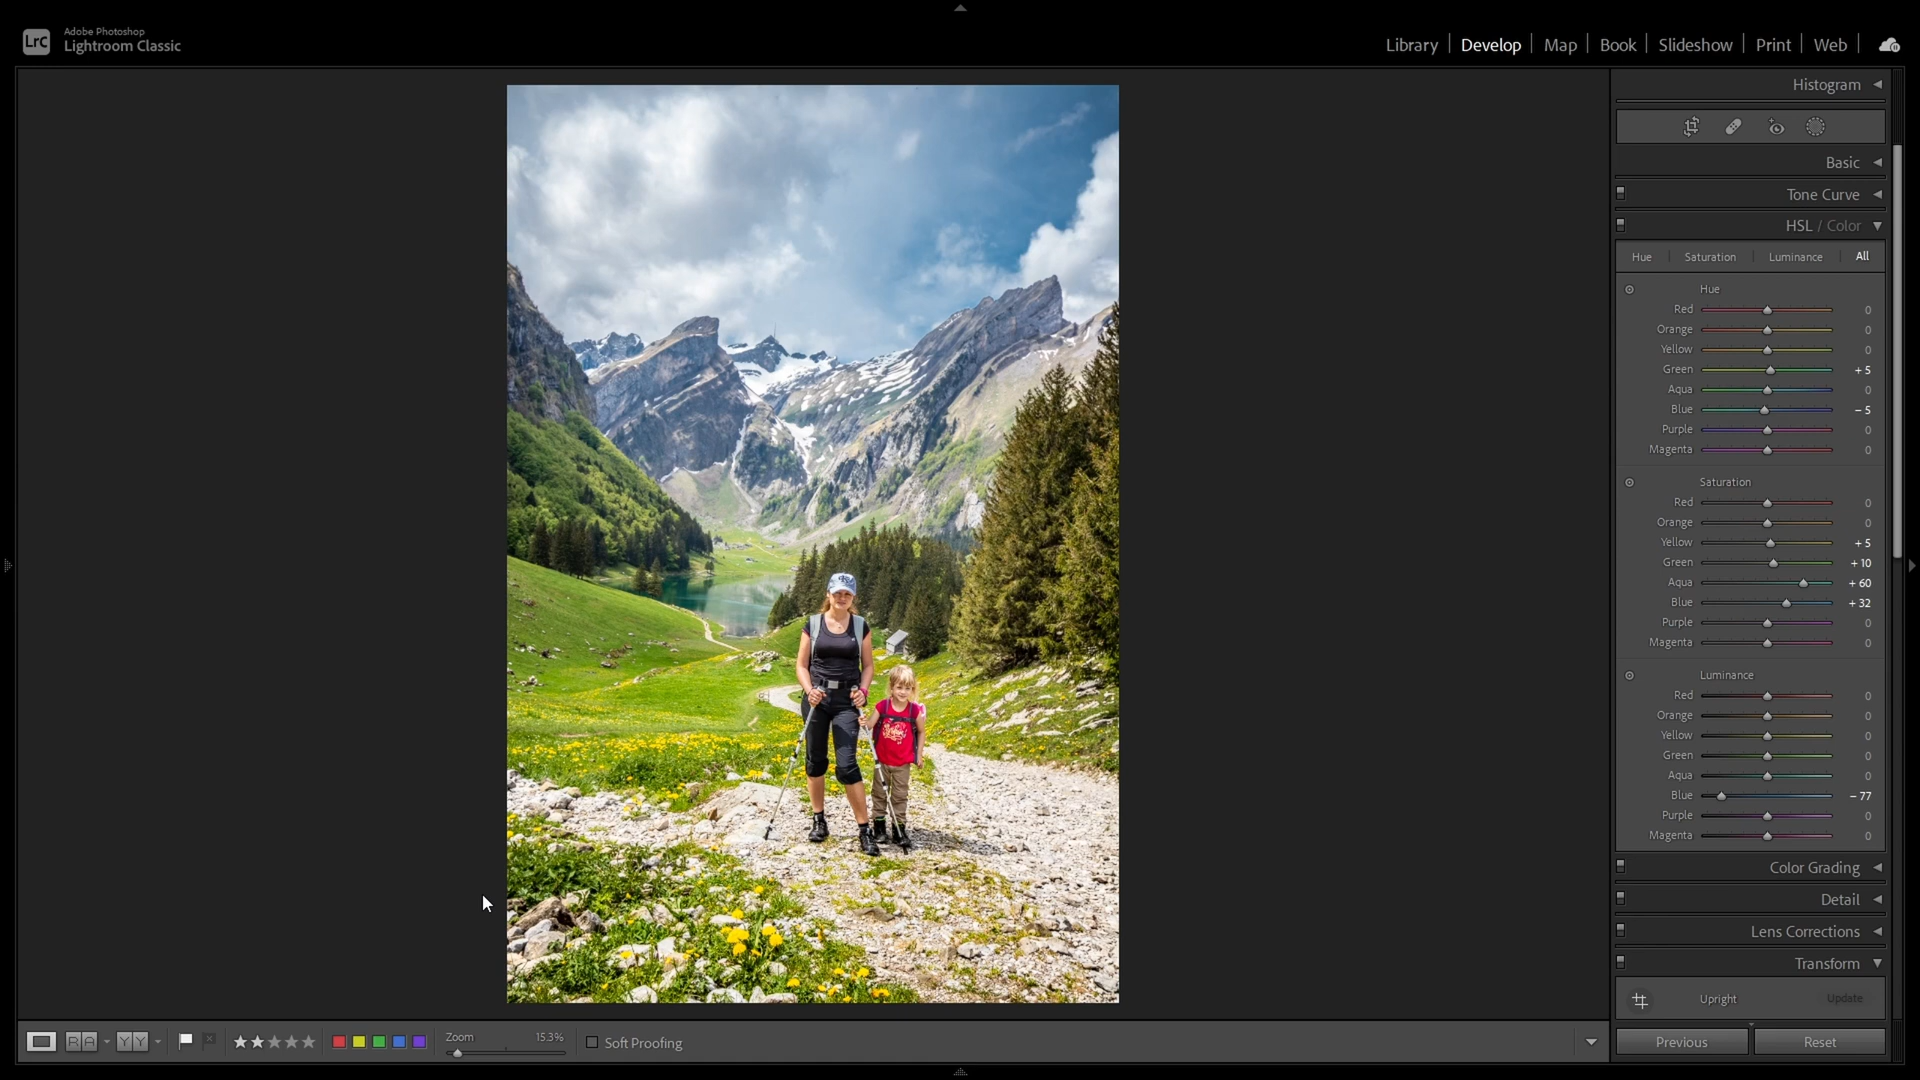 Adobe Photoshop
Lightroom Classic
Library | Develop | Map | Book | Slideshow | Print | Web
Histogram
Basic
Tone Curve
HSL / Color
Hue | Saturation | Luminance | All
Hue
Red 0
Orange 0
Yellow 0
Green + 5
Aqua 0
Blue − 5
Purple 0
Magenta 0
Saturation
Red 0
Orange 0
Yellow + 5
Green + 10
Aqua + 60
Blue + 32
Purple 0
Magenta 0
Luminance
Red 0
Orange 0
Yellow 0
Green 0
Aqua 0
Blue − 77
Purple 0
Magenta 0
Color Grading
Detail
Lens Corrections
Transform
Upright Update
Previous Reset
R A Y Y Zoom 15.3% Soft Proofing
LrC